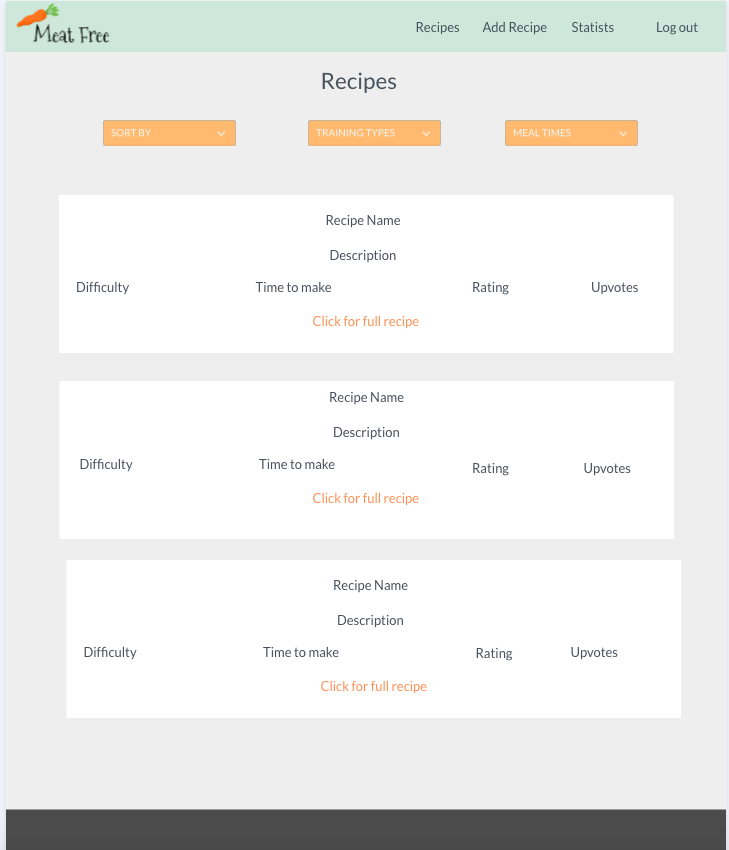 Meat Free
Recipes Add Recipe Statists Log out
Recipes
SORT BY TRAINING TYPES MEAL TIMES
Recipe Name
Description
Difficulty Time to make Rating Upvotes
Click for full recipe
Recipe Name
Description
Difficulty Time to make Rating Upvotes
Click for full recipe
Recipe Name
Description
Difficulty Time to make Rating Upvotes
Click for full recipe